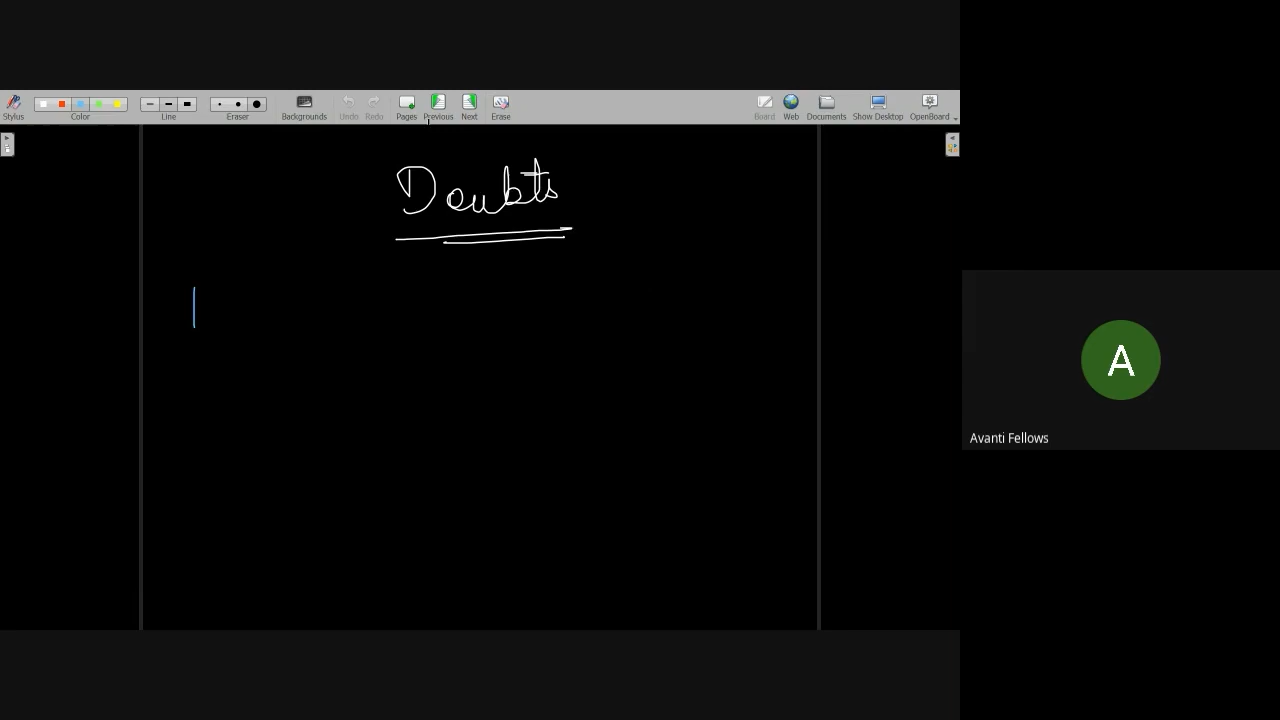 Stylus Color Line Eraser Backgrounds Undo Redo Pages Previous Next Erase Board Web Documents Show Desktop OpenBoard
Doubts
A
Avanti Fellows